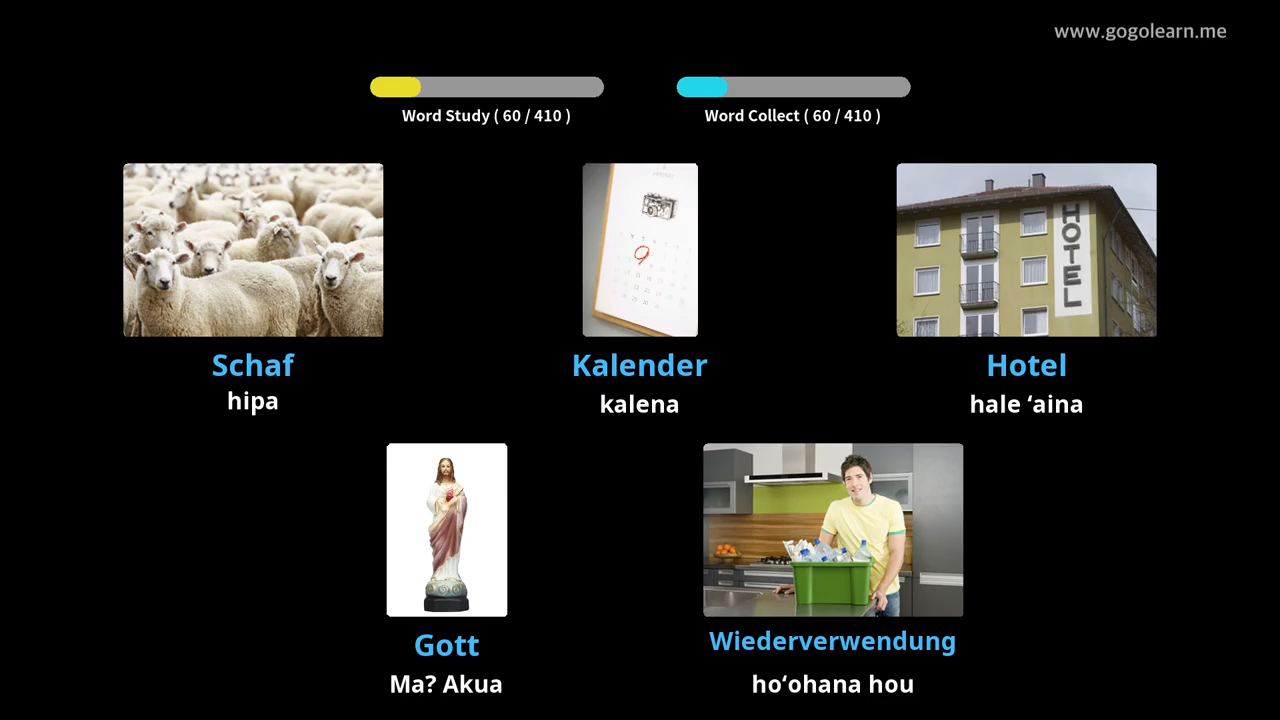 www.gogolearn.me
Word Study ( 60 / 410 )
Word Collect ( 60 / 410 )
HOTEL
Schaf
Kalender
Hotel
hipa
kalena
hale ʻaina
Gott
Wiederverwendung
Ma? Akua
hoʻohana hou